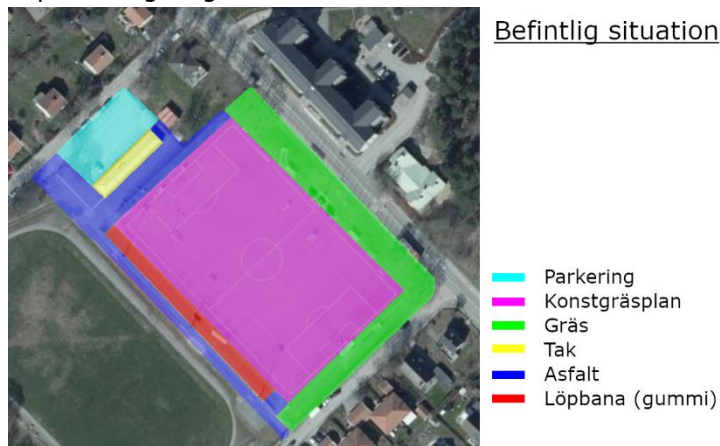 Befintlig situation
Parkering
Konstgräsplan
Gräs
Tak
Asfalt
Löpbana (gummi)